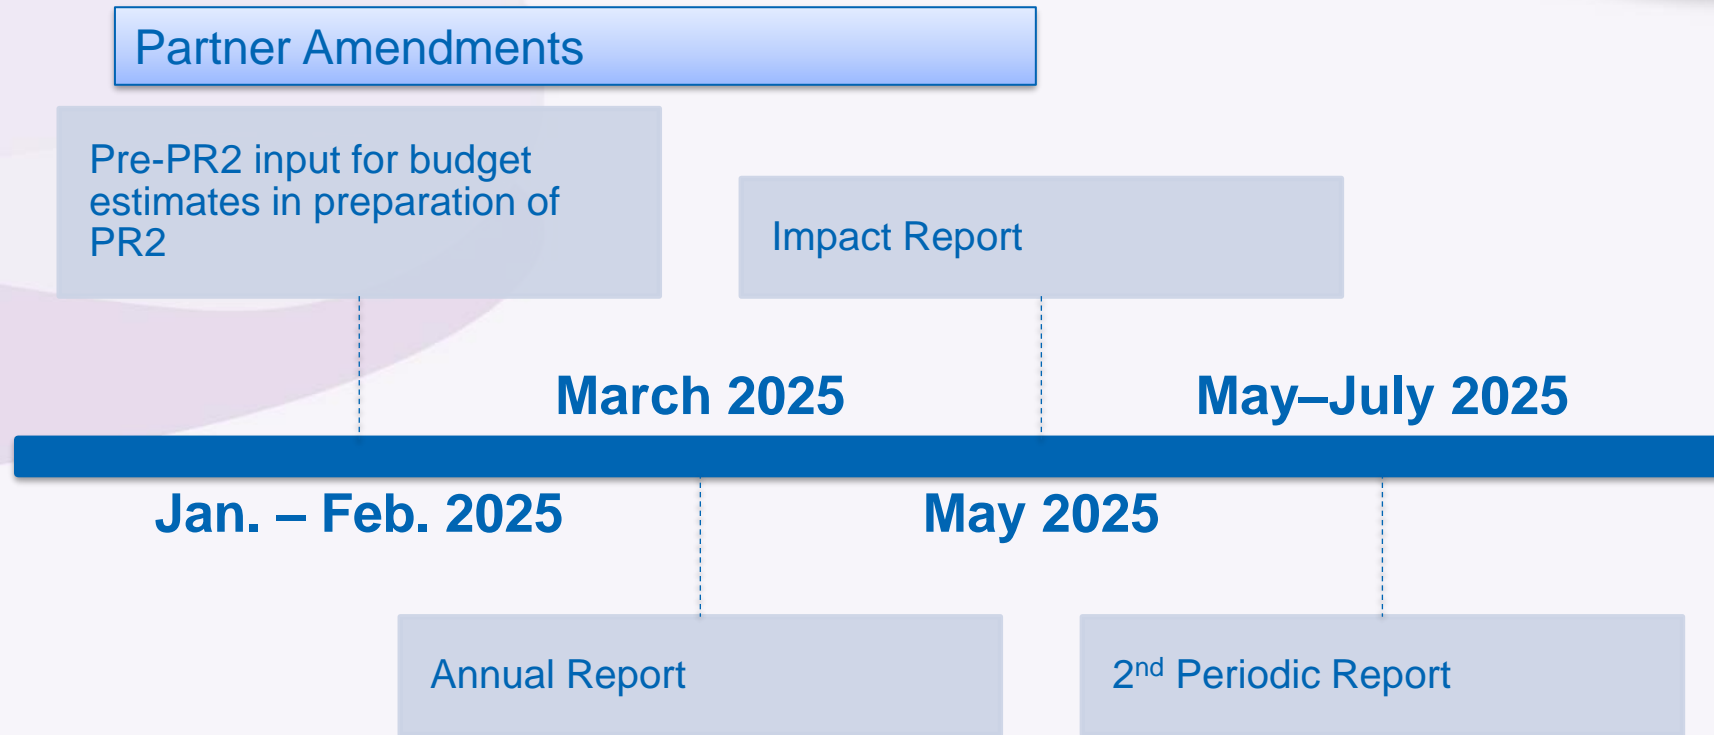 Partner Amendments
Pre-PR2 input for budget
estimates in preparation of
PR2
Impact Report
March 2025
May–July 2025
Jan. – Feb. 2025
May 2025
Annual Report
2nd Periodic Report